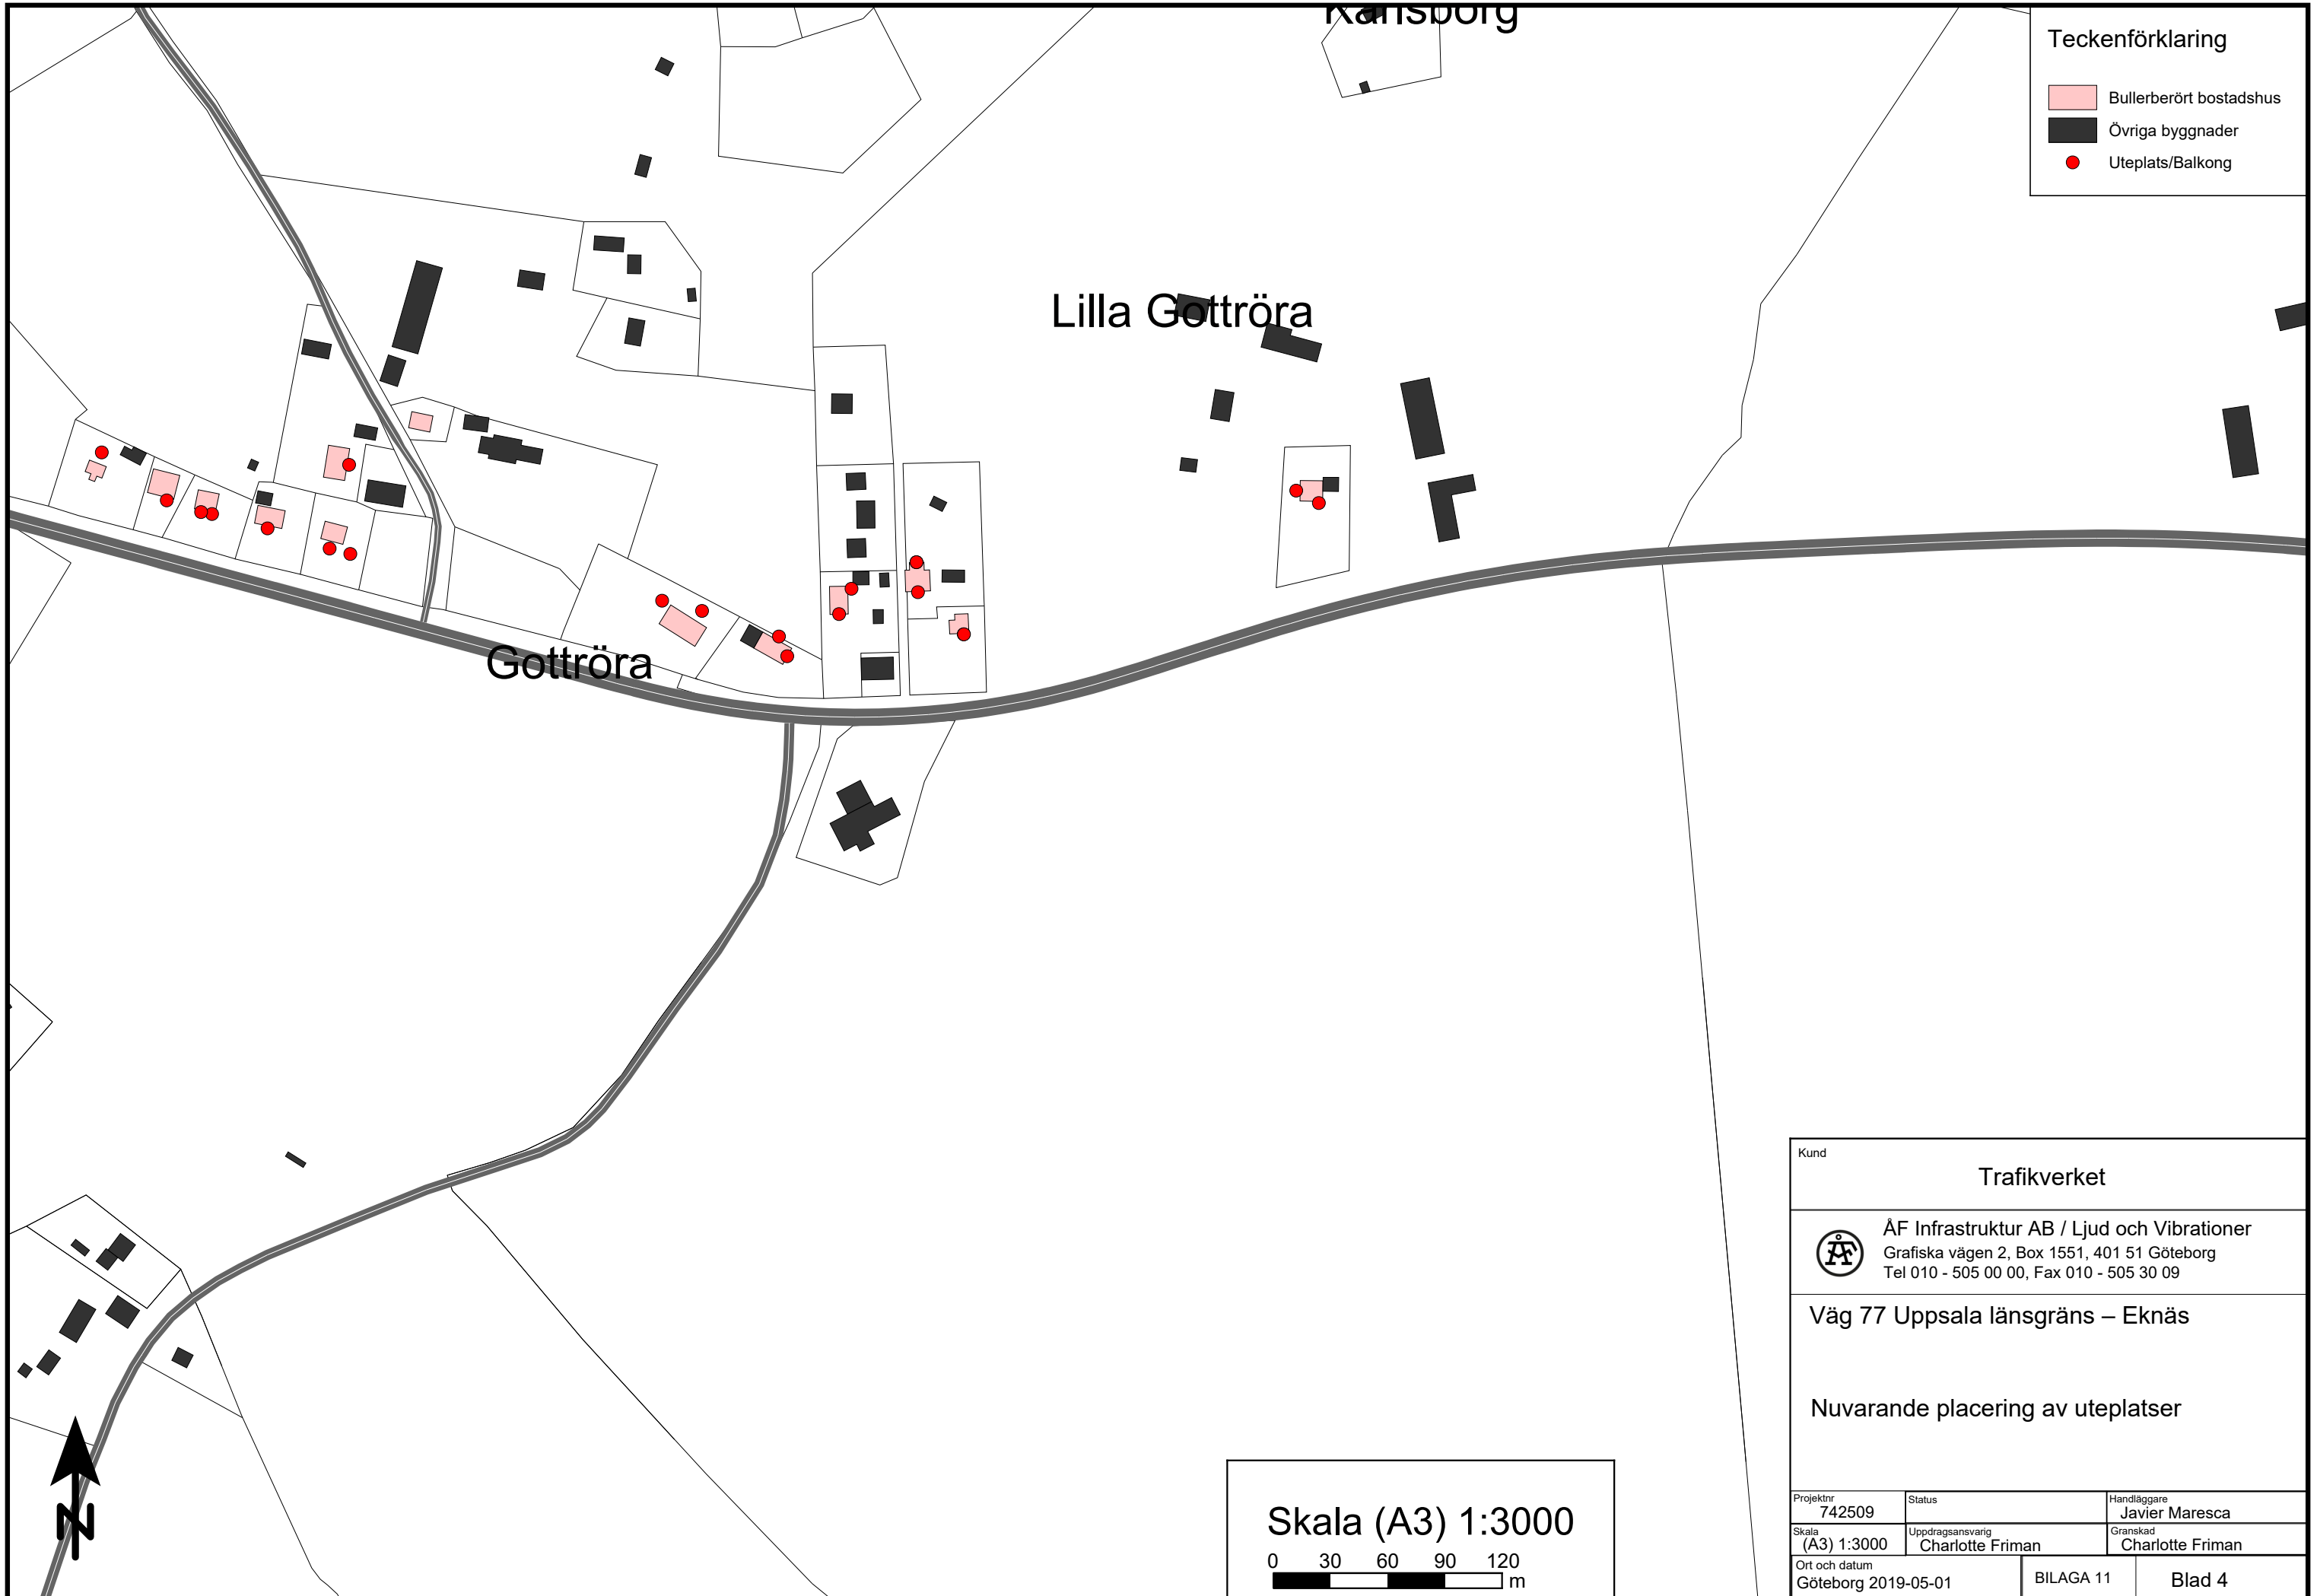 Karlsborg
Teckenförklaring
Bullerberört bostadshus
Övriga byggnader
Uteplats/Balkong
Lilla Gottröra
Gottröra
Kund
Trafikverket
ÅF
ÅF Infrastruktur AB / Ljud och Vibrationer
Grafiska vägen 2, Box 1551, 401 51 Göteborg
Tel 010 - 505 00 00, Fax 010 - 505 30 09
Väg 77 Uppsala länsgräns – Eknäs
Nuvarande placering av uteplatser
Projektnr
742509
Status
Handläggare
Javier Maresca
Skala
(A3) 1:3000
Uppdragsansvarig
Charlotte Friman
Granskad
Charlotte Friman
Ort och datum
Göteborg 2019-05-01
BILAGA 11
Blad 4
Skala (A3) 1:3000
0 30 60 90 120
m
N